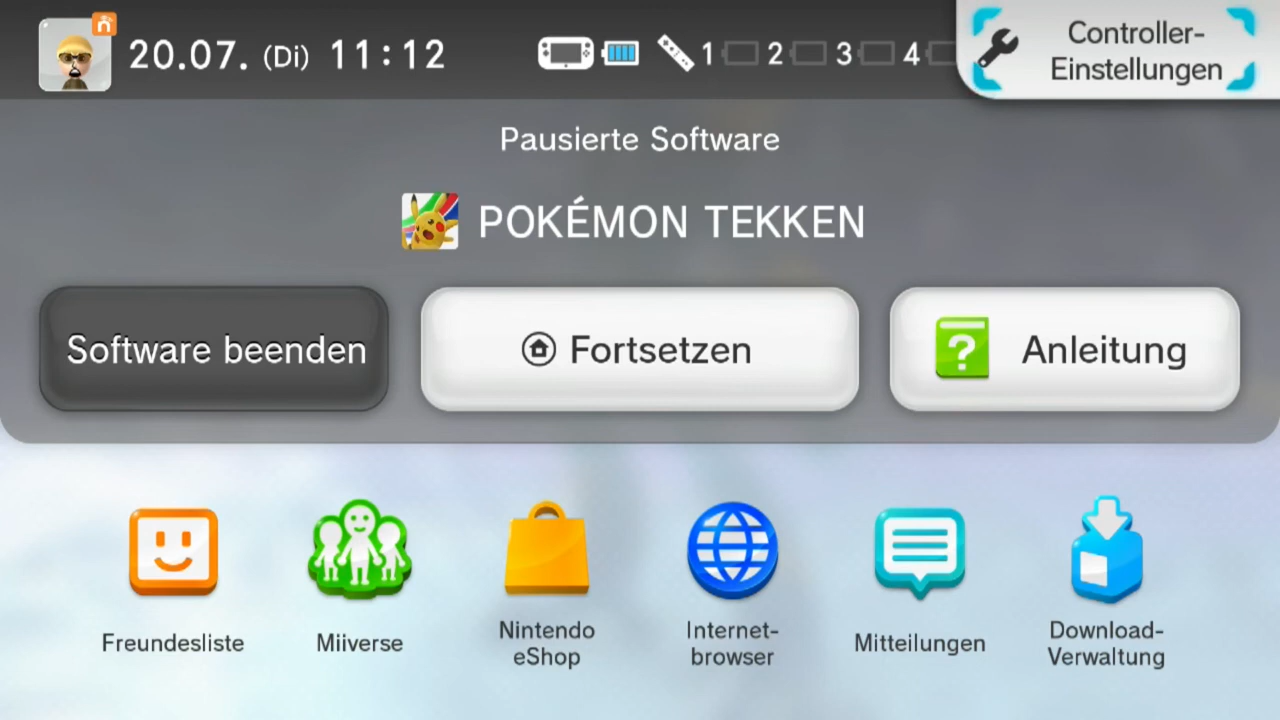 20.07. (Di) 11:12
1 2 3 4
Controller-
Einstellungen
Pausierte Software
POKÉMON TEKKEN
Software beenden
Fortsetzen
? Anleitung
Freundesliste
Miiverse
Nintendo
eShop
Internet-
browser
Mitteilungen
Download-
Verwaltung